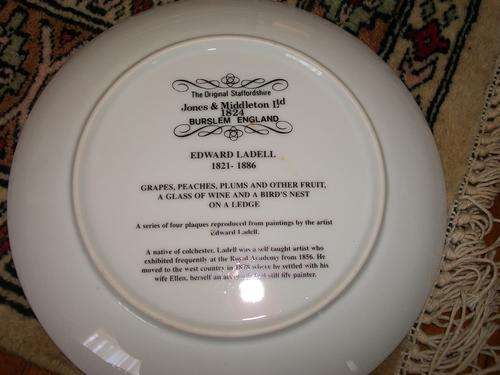 The Original Staffordshire
Jones & Middleton Ltd
1824
BURSLEM ENGLAND
EDWARD LADELL
1821- 1886
GRAPES, PEACHES, PLUMS AND OTHER FRUIT,
A GLASS OF WINE AND A BIRD'S NEST
ON A LEDGE
A series of four plaques reproduced from paintings by the artist
Edward Ladell.
A native of colchester, Ladell was a self taught artist who
exhibited frequently at the Royal Academy from 1856. He
moved to the west country in 1878 where he settled with his
wife Ellen, herself an still life painter.